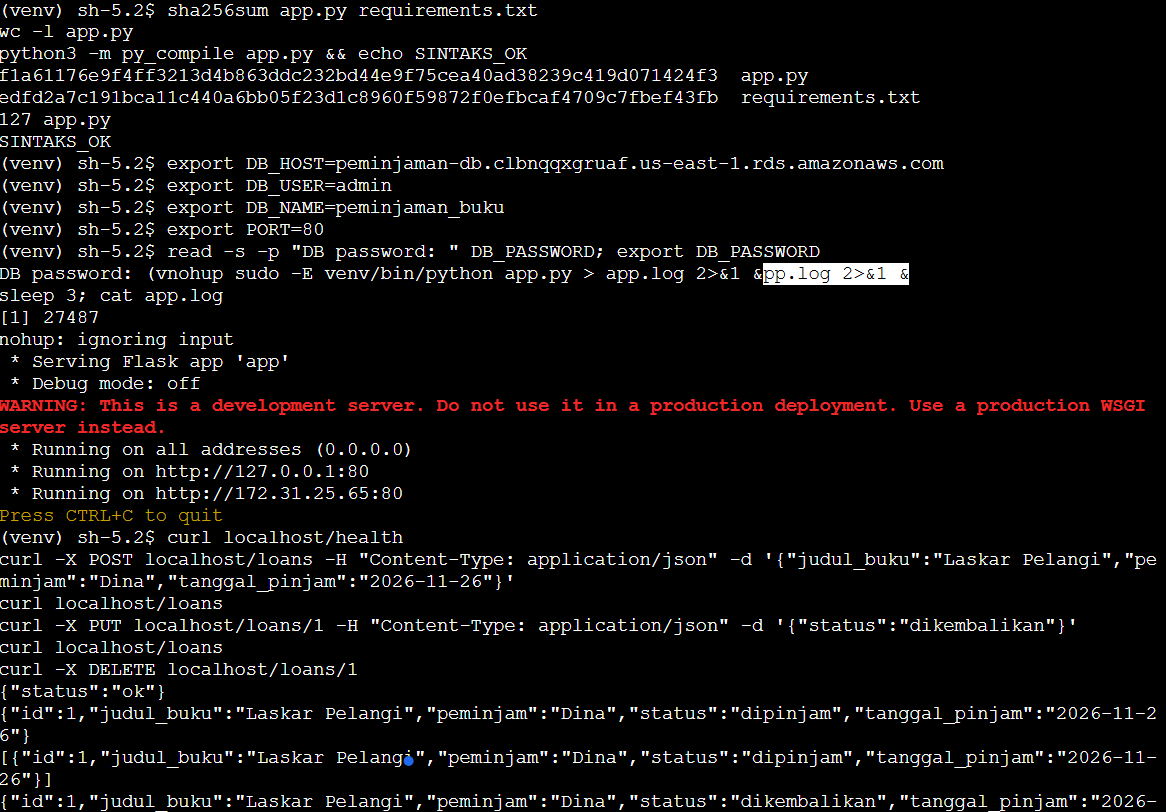 (venv) sh-5.2$ sha256sum app.py requirements.txt
wc -l app.py
python3 -m py_compile app.py && echo SINTAKS_OK
f1a61176e9f4ff3213d4b863ddc232bd44e9f75cea40ad38239c419d071424f3  app.py
edfd2a7c191bca11c440a6bb05f23d1c8960f59872f0efbcaf4709c7fbef43fb  requirements.txt
127 app.py
SINTAKS_OK
(venv) sh-5.2$ export DB_HOST=peminjaman-db.clbnqqxgruaf.us-east-1.rds.amazonaws.com
(venv) sh-5.2$ export DB_USER=admin
(venv) sh-5.2$ export DB_NAME=peminjaman_buku
(venv) sh-5.2$ export PORT=80
(venv) sh-5.2$ read -s -p "DB password: " DB_PASSWORD; export DB_PASSWORD
DB password: (vnohup sudo -E venv/bin/python app.py > app.log 2>&1 &pp.log 2>&1 &
sleep 3; cat app.log
[1] 27487
nohup: ignoring input
 * Serving Flask app 'app'
 * Debug mode: off
WARNING: This is a development server. Do not use it in a production deployment. Use a production WSGI
server instead.
 * Running on all addresses (0.0.0.0)
 * Running on http://127.0.0.1:80
 * Running on http://172.31.25.65:80
Press CTRL+C to quit
(venv) sh-5.2$ curl localhost/health
curl -X POST localhost/loans -H "Content-Type: application/json" -d '{"judul_buku":"Laskar Pelangi","pe
minjam":"Dina","tanggal_pinjam":"2026-11-26"}'
curl localhost/loans
curl -X PUT localhost/loans/1 -H "Content-Type: application/json" -d '{"status":"dikembalikan"}'
curl localhost/loans
curl -X DELETE localhost/loans/1
{"status":"ok"}
{"id":1,"judul_buku":"Laskar Pelangi","peminjam":"Dina","status":"dipinjam","tanggal_pinjam":"2026-11-2
6"}
[{"id":1,"judul_buku":"Laskar Pelangi","peminjam":"Dina","status":"dipinjam","tanggal_pinjam":"2026-11-
26"}]
{"id":1,"judul_buku":"Laskar Pelangi","peminjam":"Dina","status":"dikembalikan","tanggal_pinjam":"2026-